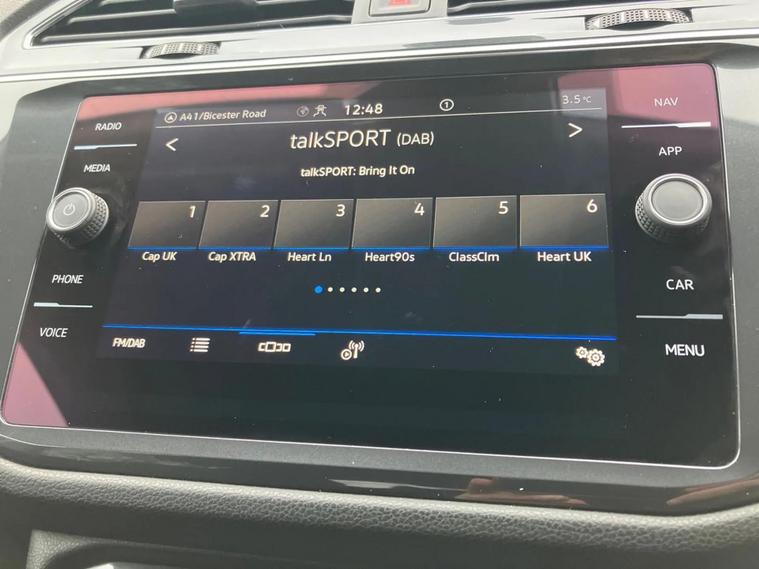 A41/Bicester Road 12:48 1 3.5°C
talkSPORT (DAB)
< >
talkSPORT: Bring It On
1 2 3 4 5 6
Cap UK Cap XTRA Heart Ln Heart90s ClassClm Heart UK
FM/DAB
RADIO
MEDIA
PHONE
VOICE
NAV
APP
CAR
MENU